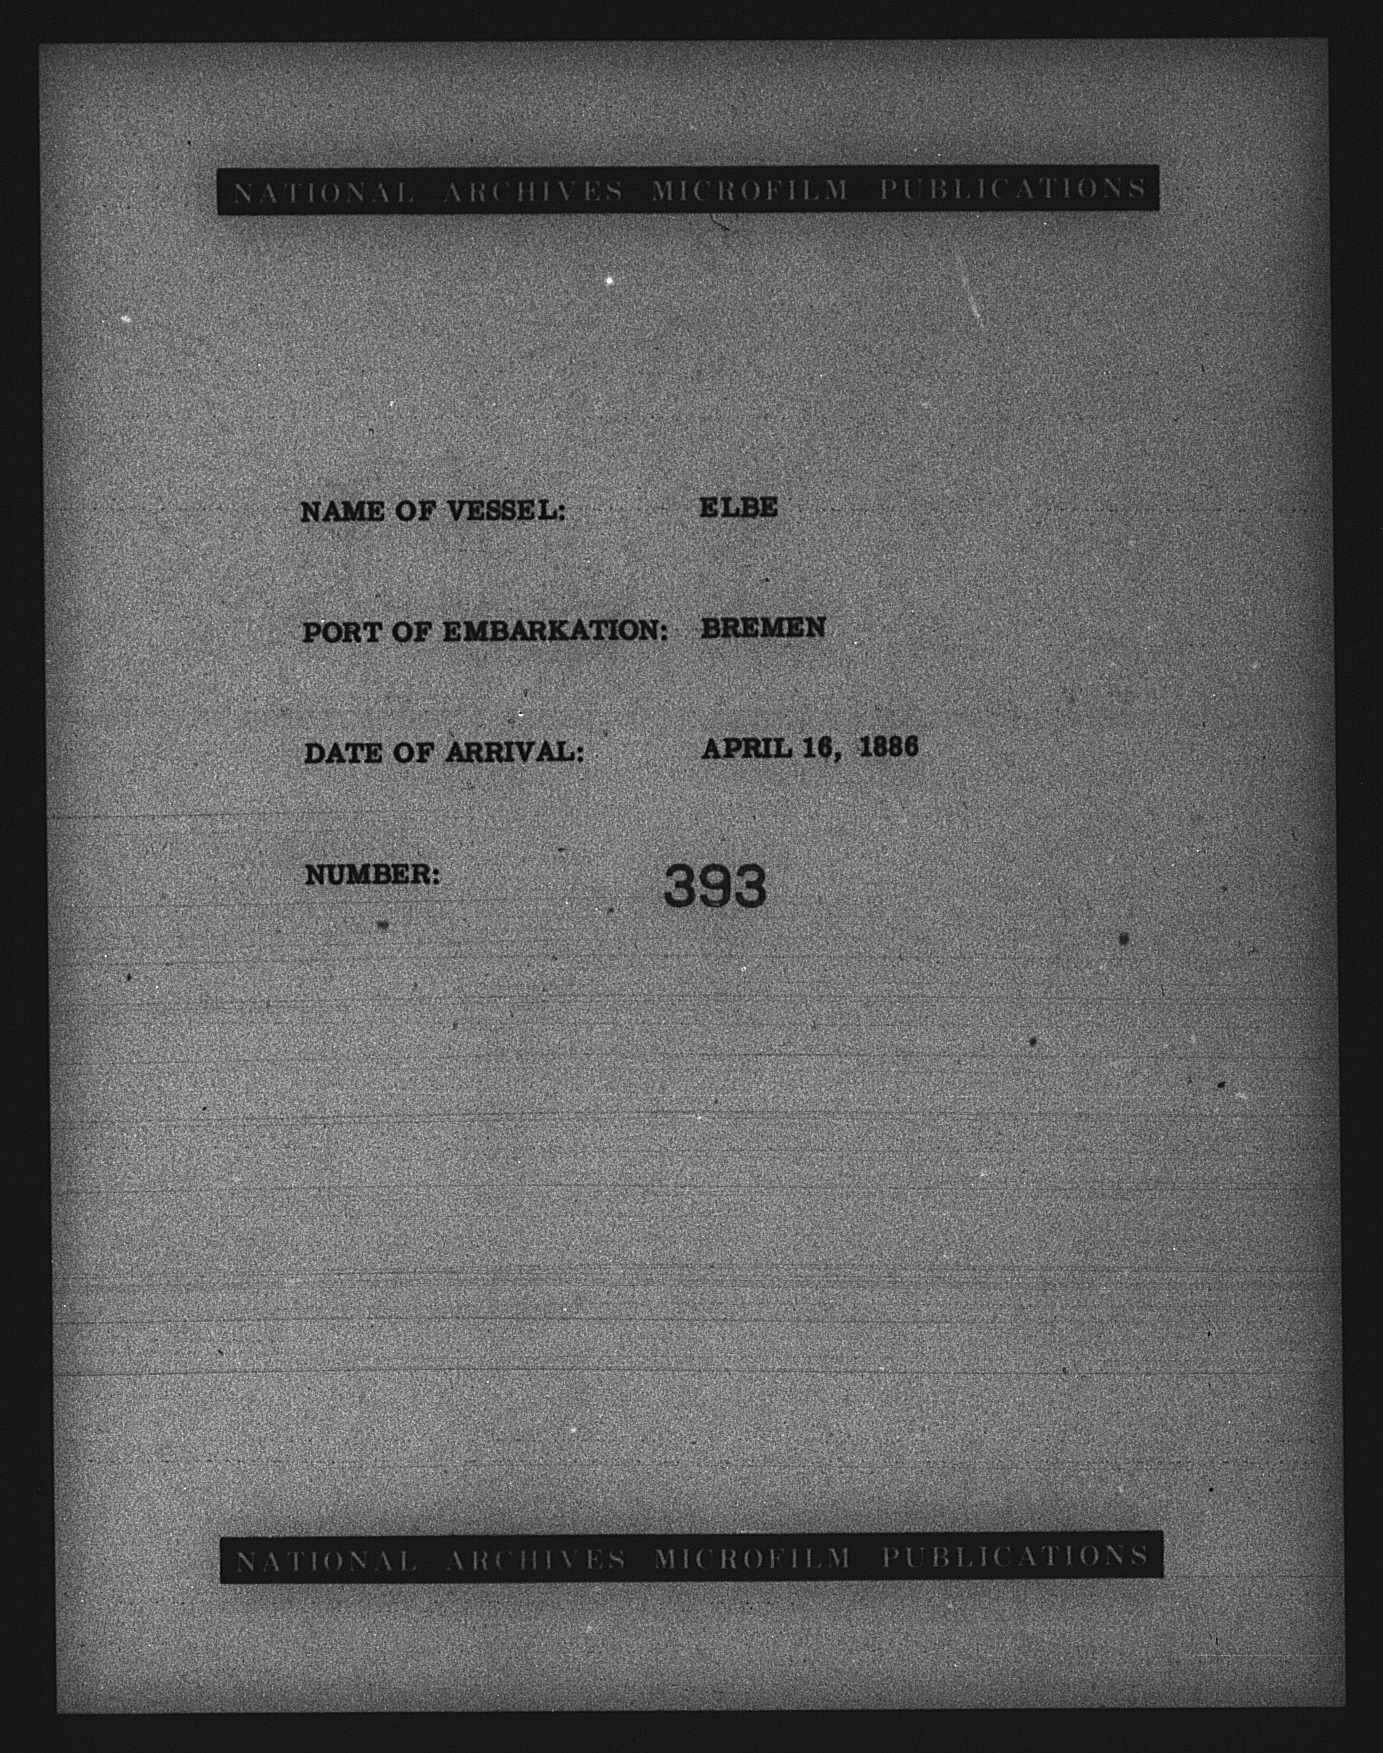 NATIONAL ARCHIVES MICROFILM PUBLICATIONS
NAME OF VESSEL: ELBE
PORT OF EMBARKATION: BREMEN
DATE OF ARRIVAL: APRIL 16, 1886
NUMBER: 393
NATIONAL ARCHIVES MICROFILM PUBLICATIONS